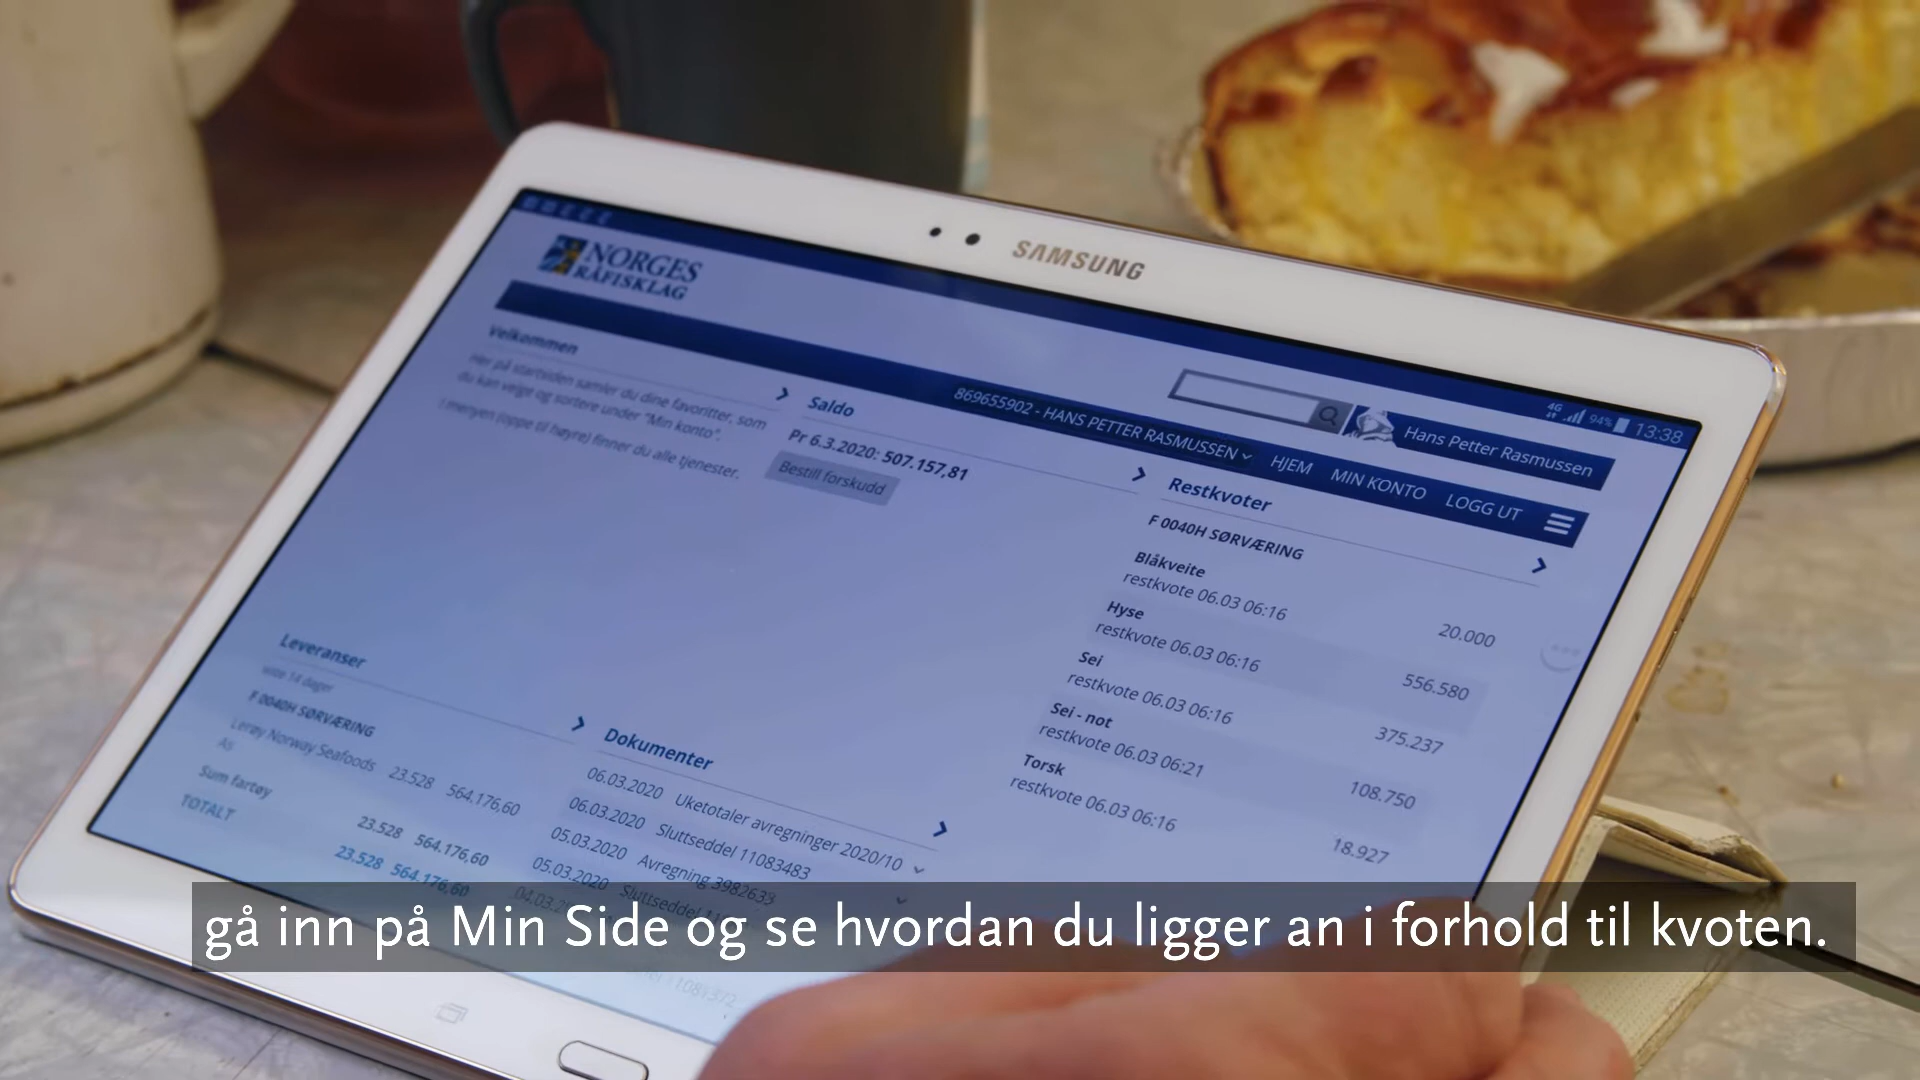 SAMSUNG
4G 94% 13:38
NORGES
RÅFISKLAG
Hans Petter Rasmussen
869655902 - HANS PETTER RASMUSSEN HJEM MIN KONTO LOGG UT
Velkommen
Her på startsiden samler du dine favoritter, som
du kan velge og sortere under "Min konto".
I menyen (oppe til høyre) finner du alle tjenester.
Saldo
Pr 6.3.2020: 507.157,81
Bestill forskudd
Restkvoter
F 0040H SØRVÆRING
Blåkveite
restkvote 06.03 06:16 20.000
Hyse
restkvote 06.03 06:16 556.580
Sei
restkvote 06.03 06:16 375.237
Sei - not
restkvote 06.03 06:21 108.750
Torsk
restkvote 06.03 06:16 18.927
Leveranser
siste 14 dager
F 0040H SØRVÆRING
Lerøy Norway Seafoods 23.528 564.176,60
As
Sum fartøy 23.528 564.176,60
TOTALT 23.528 564.176,60
Dokumenter
06.03.2020 Uketotaler avregninger 2020/10
06.03.2020 Sluttseddel 11083483
05.03.2020 Avregning 3982633
05.03.2020 Sluttseddel
gå inn på Min Side og se hvordan du ligger an i forhold til kvoten.